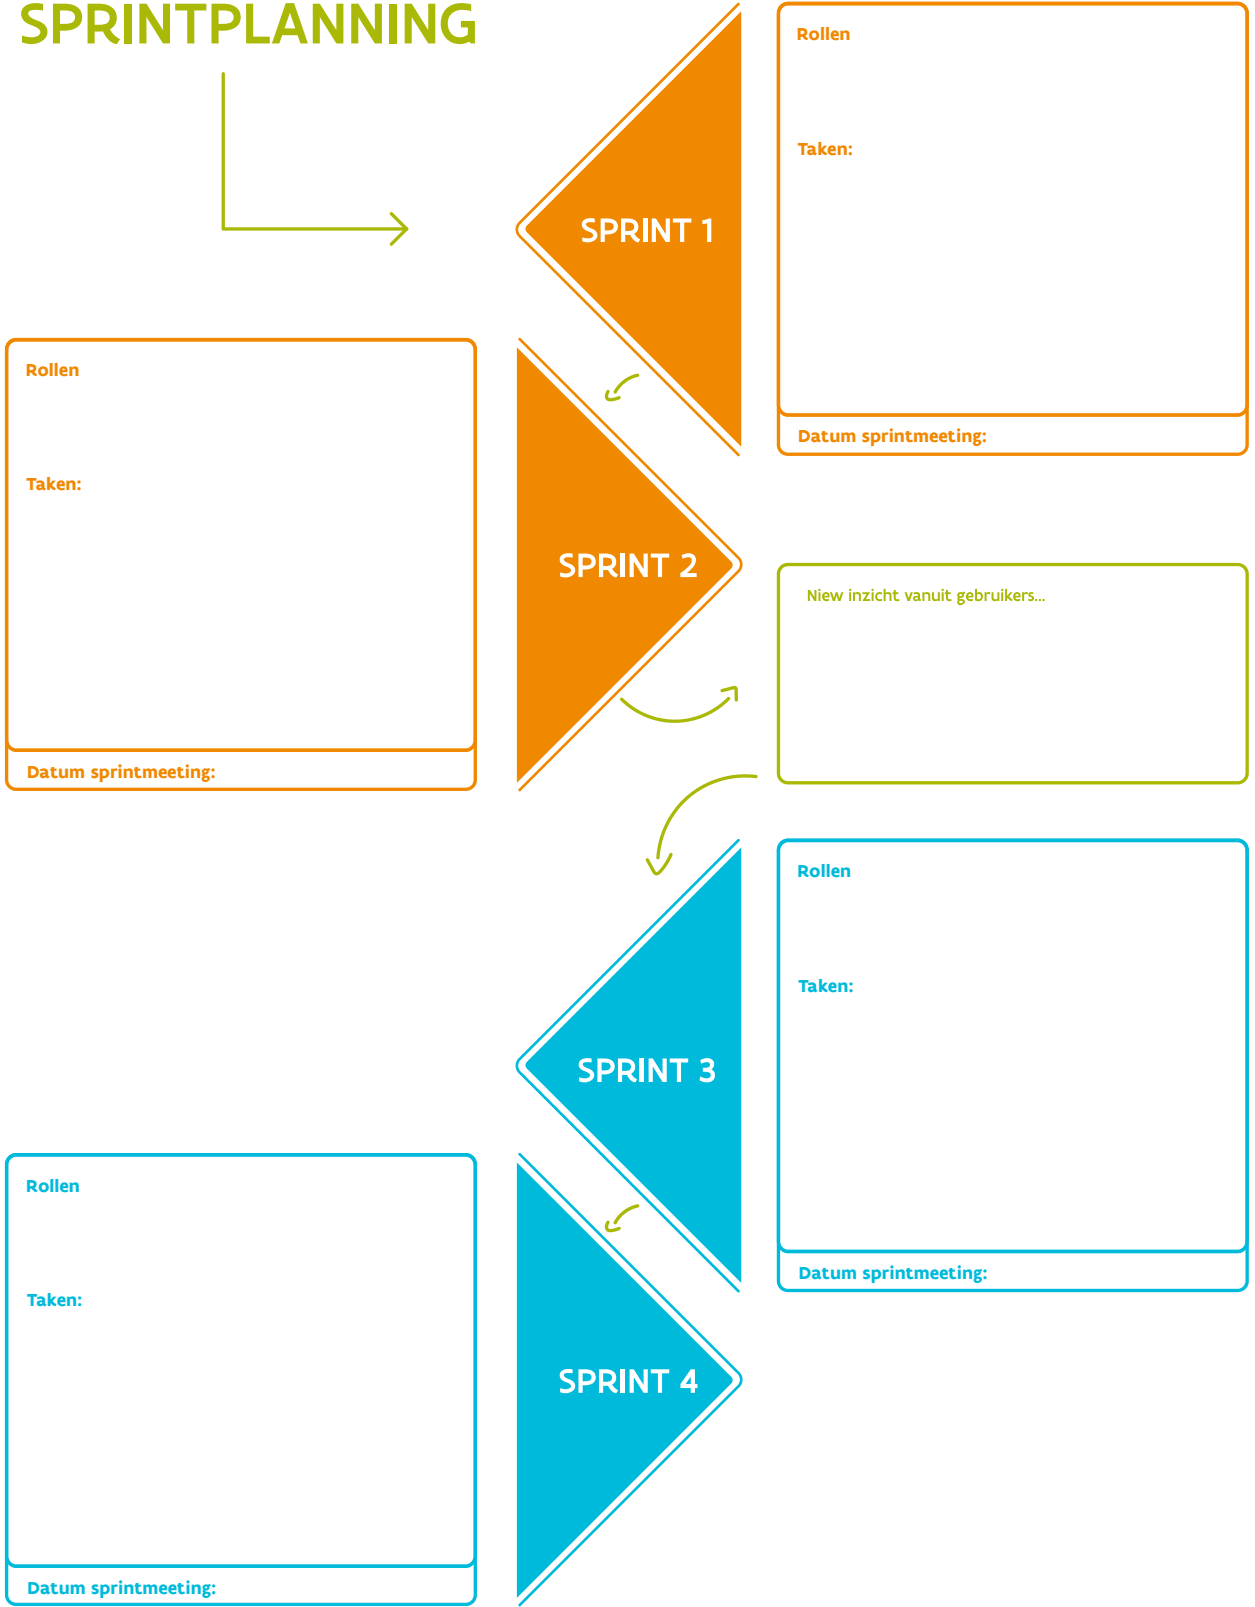 SPRINTPLANNING
SPRINT 1
Rollen
Taken:
Datum sprintmeeting:
Rollen
Taken:
Datum sprintmeeting:
SPRINT 2
Niew inzicht vanuit gebruikers...
SPRINT 3
Rollen
Taken:
Datum sprintmeeting:
Rollen
Taken:
Datum sprintmeeting:
SPRINT 4